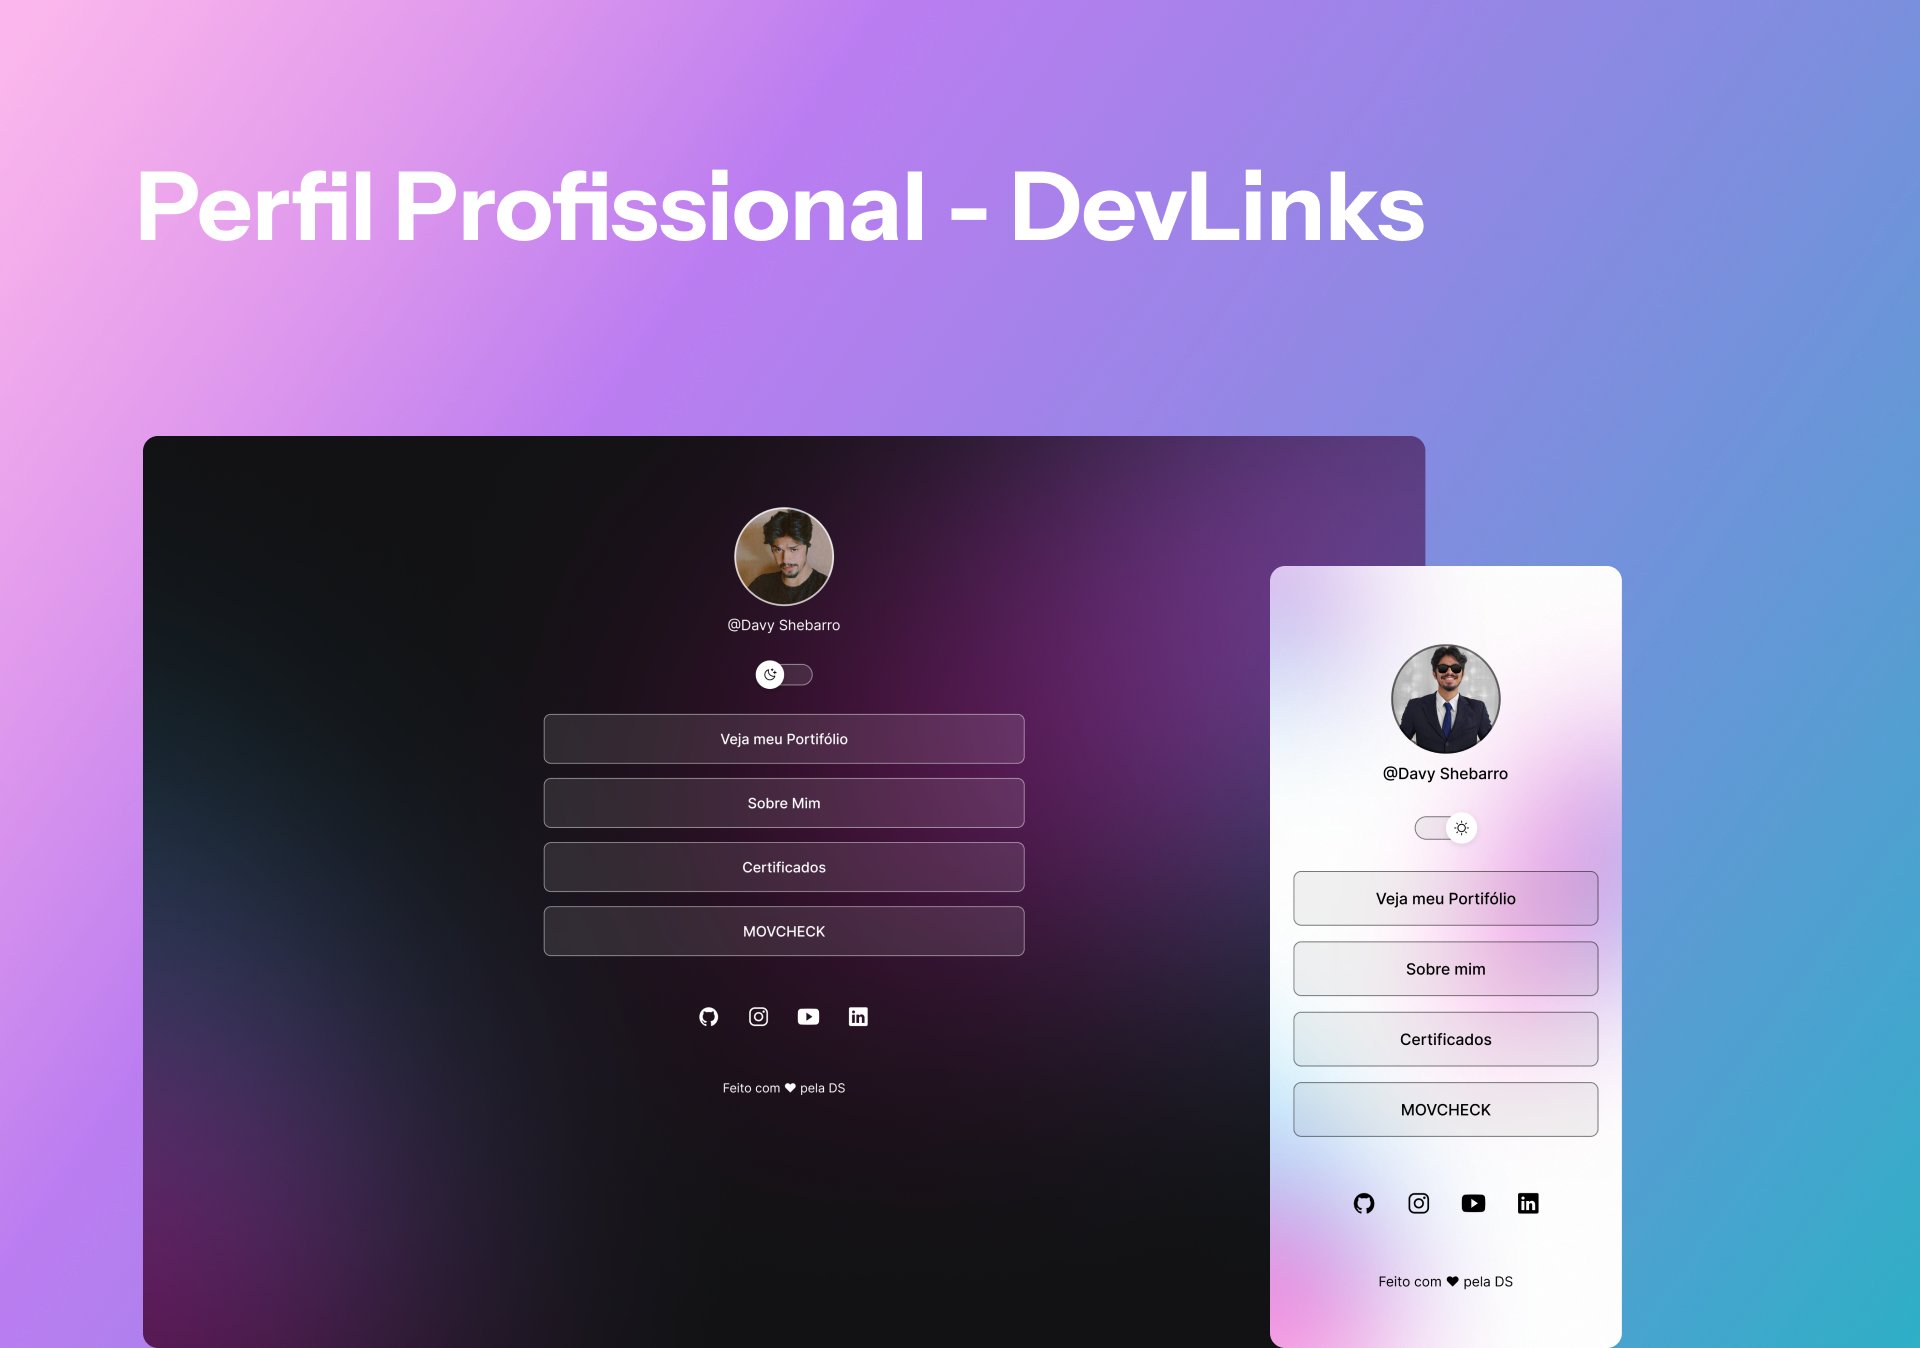 Perfil Profissional - DevLinks
@Davy Shebarro
Veja meu Portifólio
Sobre Mim
Certificados
MOVCHECK
Feito com ♥ pela DS
@Davy Shebarro
Veja meu Portifólio
Sobre mim
Certificados
MOVCHECK
Feito com ♥ pela DS